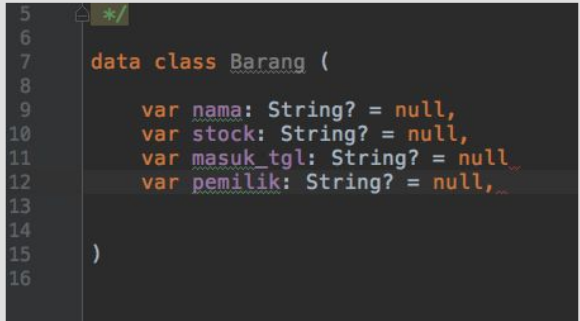 5 */
6
7 data class Barang (
8
9 var nama: String? = null,
10 var stock: String? = null,
11 var masuk_tgl: String? = null
12 var pemilik: String? = null,
13
14
15 )
16